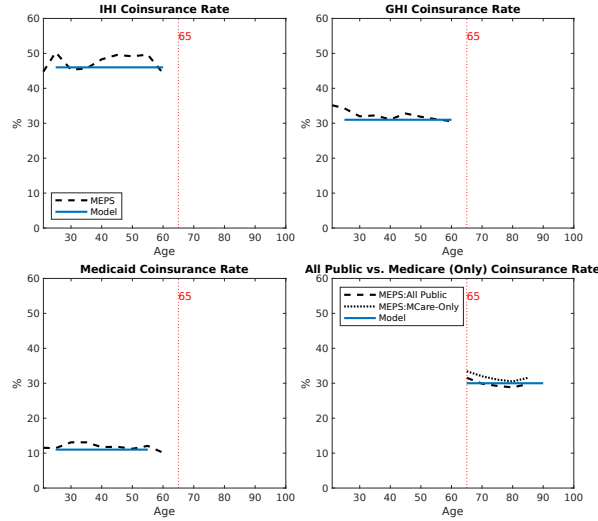 IHI Coinsurance Rate
60
50
40
30
20
10
0
%
65
MEPS
Model
30 40 50 60 70 80 90 100
Age
GHI Coinsurance Rate
60
50
40
30
20
10
0
%
65
30 40 50 60 70 80 90 100
Age
Medicaid Coinsurance Rate
60
50
40
30
20
10
0
%
65
30 40 50 60 70 80 90 100
Age
All Public vs. Medicare (Only) Coinsurance Rate
60
50
40
30
20
10
0
%
MEPS:All Public
MEPS:MCare-Only
Model
65
30 40 50 60 70 80 90 100
Age